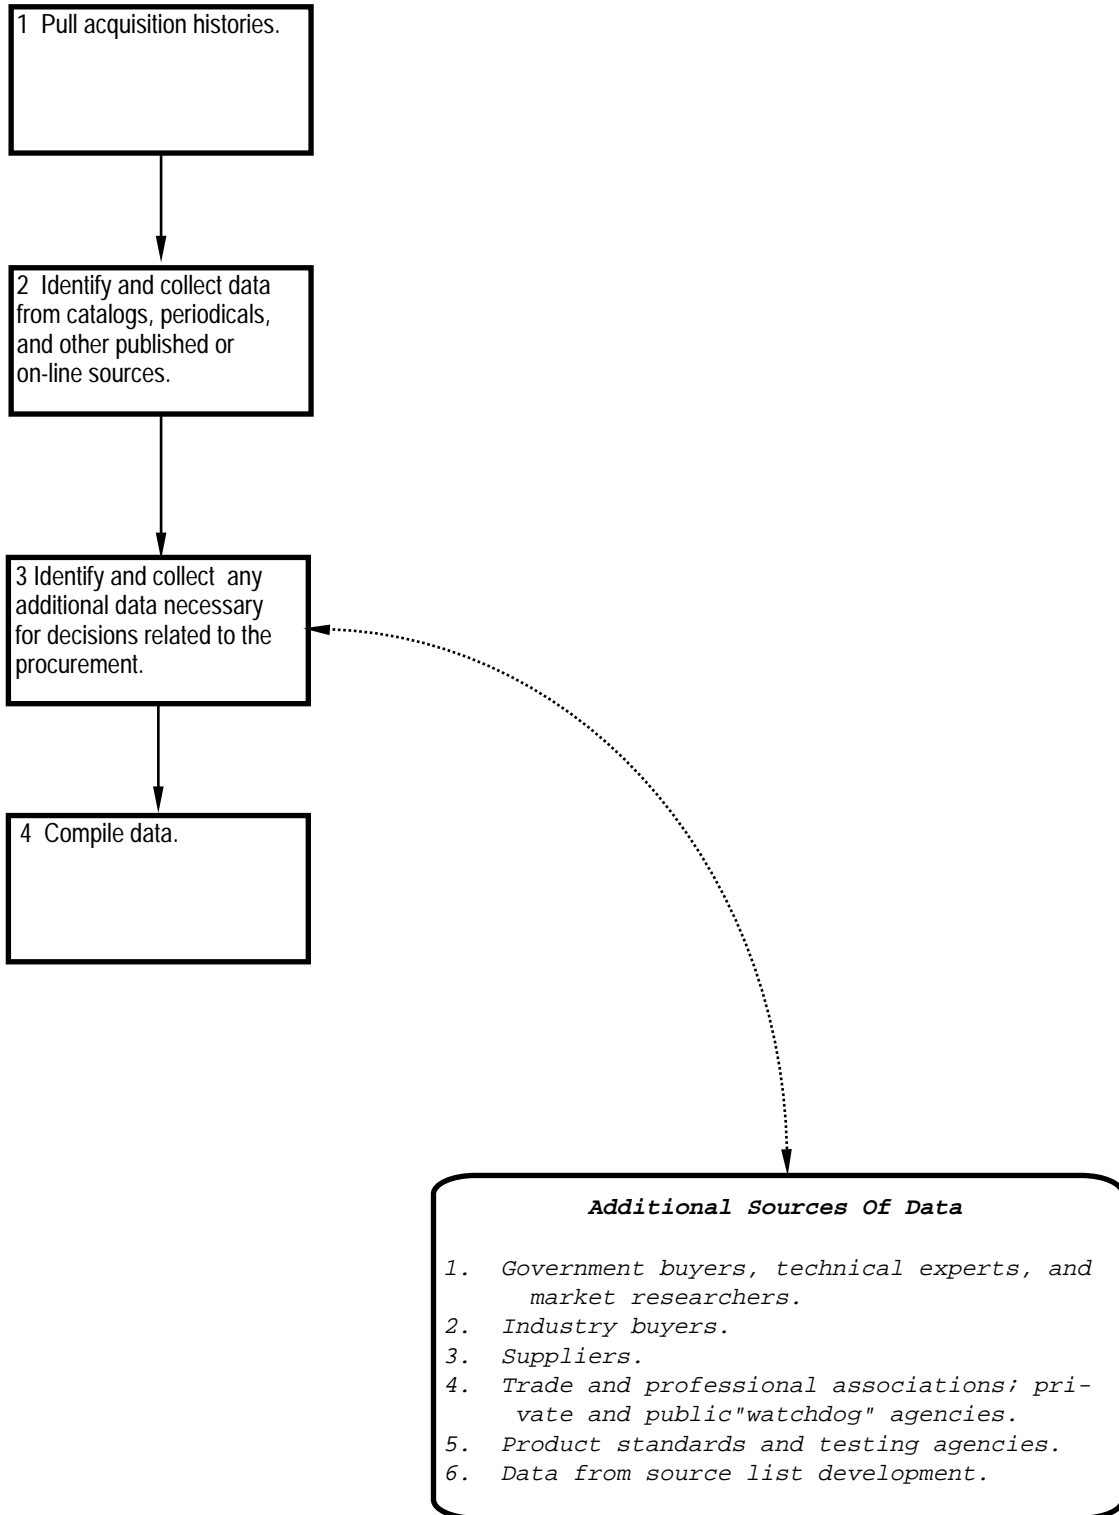 1 Pull acquisition histories.
2 Identify and collect data
from catalogs, periodicals,
and other published or
on-line sources.
3 Identify and collect any
additional data necessary
for decisions related to the
procurement.
4 Compile data.
Additional Sources Of Data
1. Government buyers, technical experts, and
market researchers.
2. Industry buyers.
3. Suppliers.
4. Trade and professional associations; pri-
vate and public"watchdog" agencies.
5. Product standards and testing agencies.
6. Data from source list development.